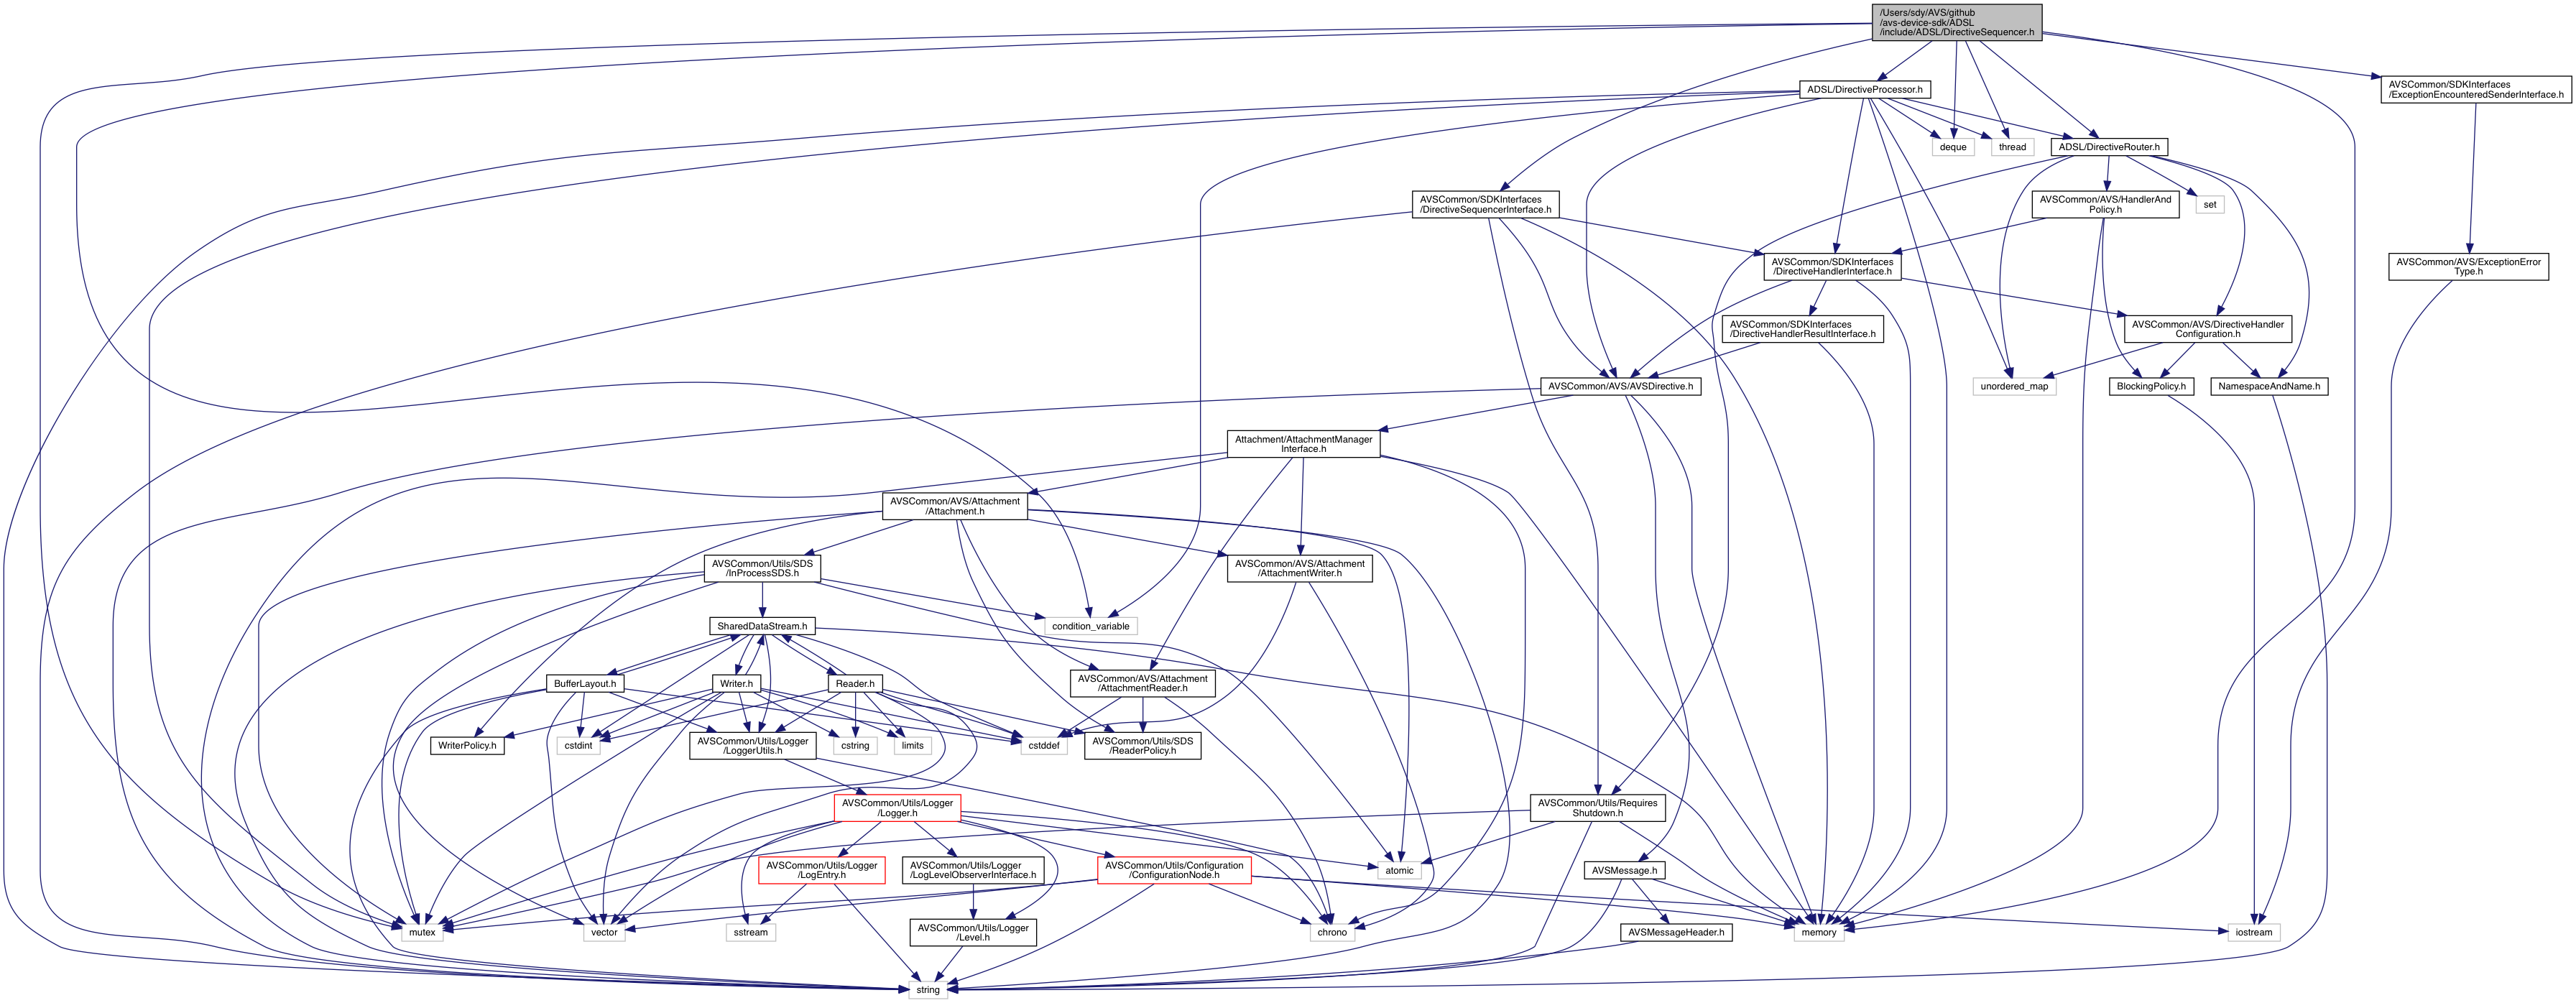 /Users/sdy/AVS/github
/avs-device-sdk/ADSL
/include/ADSL/DirectiveSequencer.h
ADSL/DirectiveProcessor.h
AVSCommon/SDKInterfaces
/ExceptionEncounteredSenderInterface.h
deque
thread
ADSL/DirectiveRouter.h
AVSCommon/SDKInterfaces
/DirectiveSequencerInterface.h
AVSCommon/AVS/HandlerAnd
Policy.h
set
AVSCommon/SDKInterfaces
/DirectiveHandlerInterface.h
AVSCommon/AVS/ExceptionError
Type.h
AVSCommon/SDKInterfaces
/DirectiveHandlerResultInterface.h
AVSCommon/AVS/DirectiveHandler
Configuration.h
AVSCommon/AVS/AVSDirective.h
unordered_map
BlockingPolicy.h
NamespaceAndName.h
Attachment/AttachmentManager
Interface.h
AVSCommon/AVS/Attachment
/Attachment.h
AVSCommon/Utils/SDS
/InProcessSDS.h
AVSCommon/AVS/Attachment
/AttachmentWriter.h
SharedDataStream.h
condition_variable
BufferLayout.h
Writer.h
Reader.h
AVSCommon/AVS/Attachment
/AttachmentReader.h
WriterPolicy.h
cstdint
AVSCommon/Utils/Logger
/LoggerUtils.h
cstring
limits
cstddef
AVSCommon/Utils/SDS
/ReaderPolicy.h
AVSCommon/Utils/Logger
/Logger.h
AVSCommon/Utils/Requires
Shutdown.h
AVSCommon/Utils/Logger
/LogEntry.h
AVSCommon/Utils/Logger
/LogLevelObserverInterface.h
AVSCommon/Utils/Configuration
/ConfigurationNode.h
atomic
AVSMessage.h
mutex
vector
sstream
AVSCommon/Utils/Logger
/Level.h
chrono
AVSMessageHeader.h
memory
iostream
string